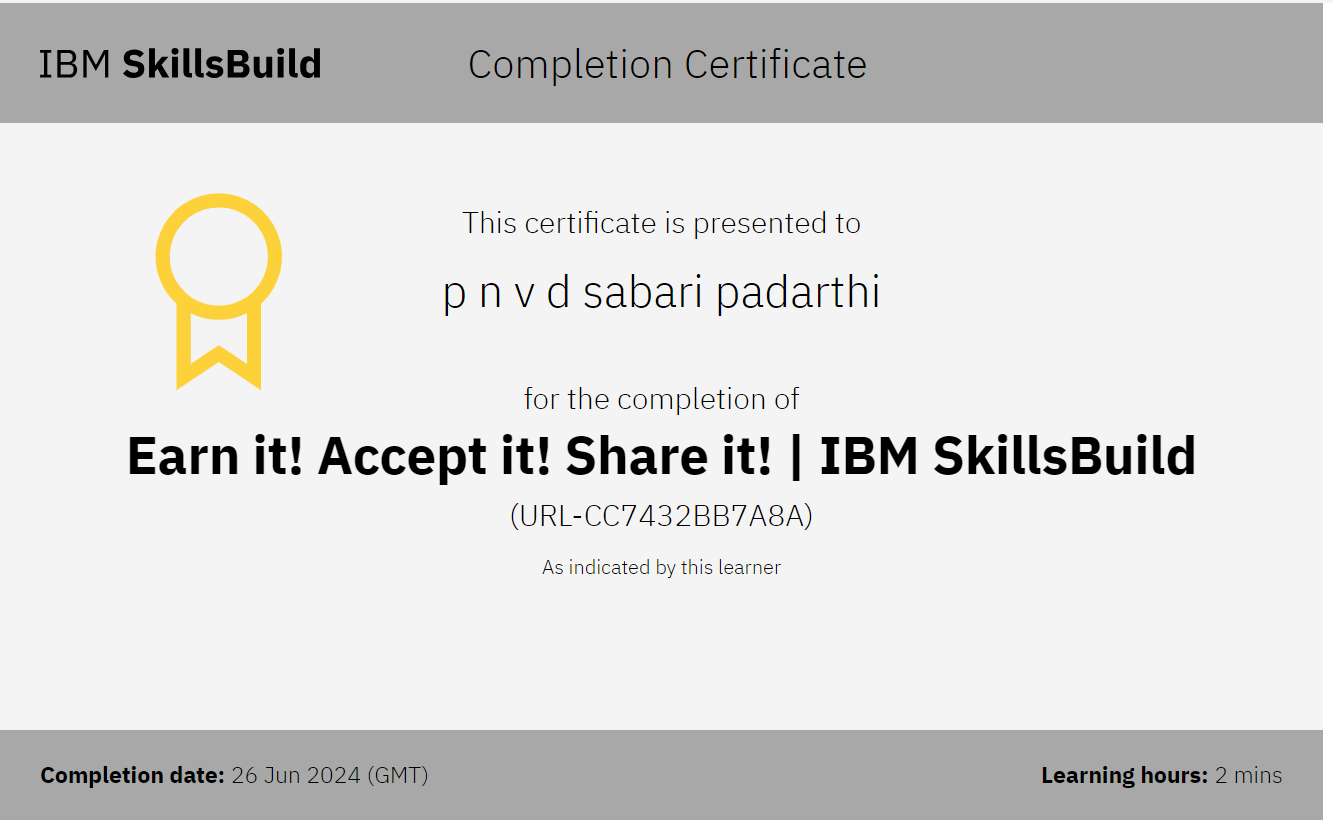 IBM SkillsBuild
Completion Certificate
This certificate is presented to
p n v d sabari padarthi
for the completion of
Earn it! Accept it! Share it! | IBM SkillsBuild
(URL-CC7432BB7A8A)
As indicated by this learner
Completion date: 26 Jun 2024 (GMT)
Learning hours: 2 mins